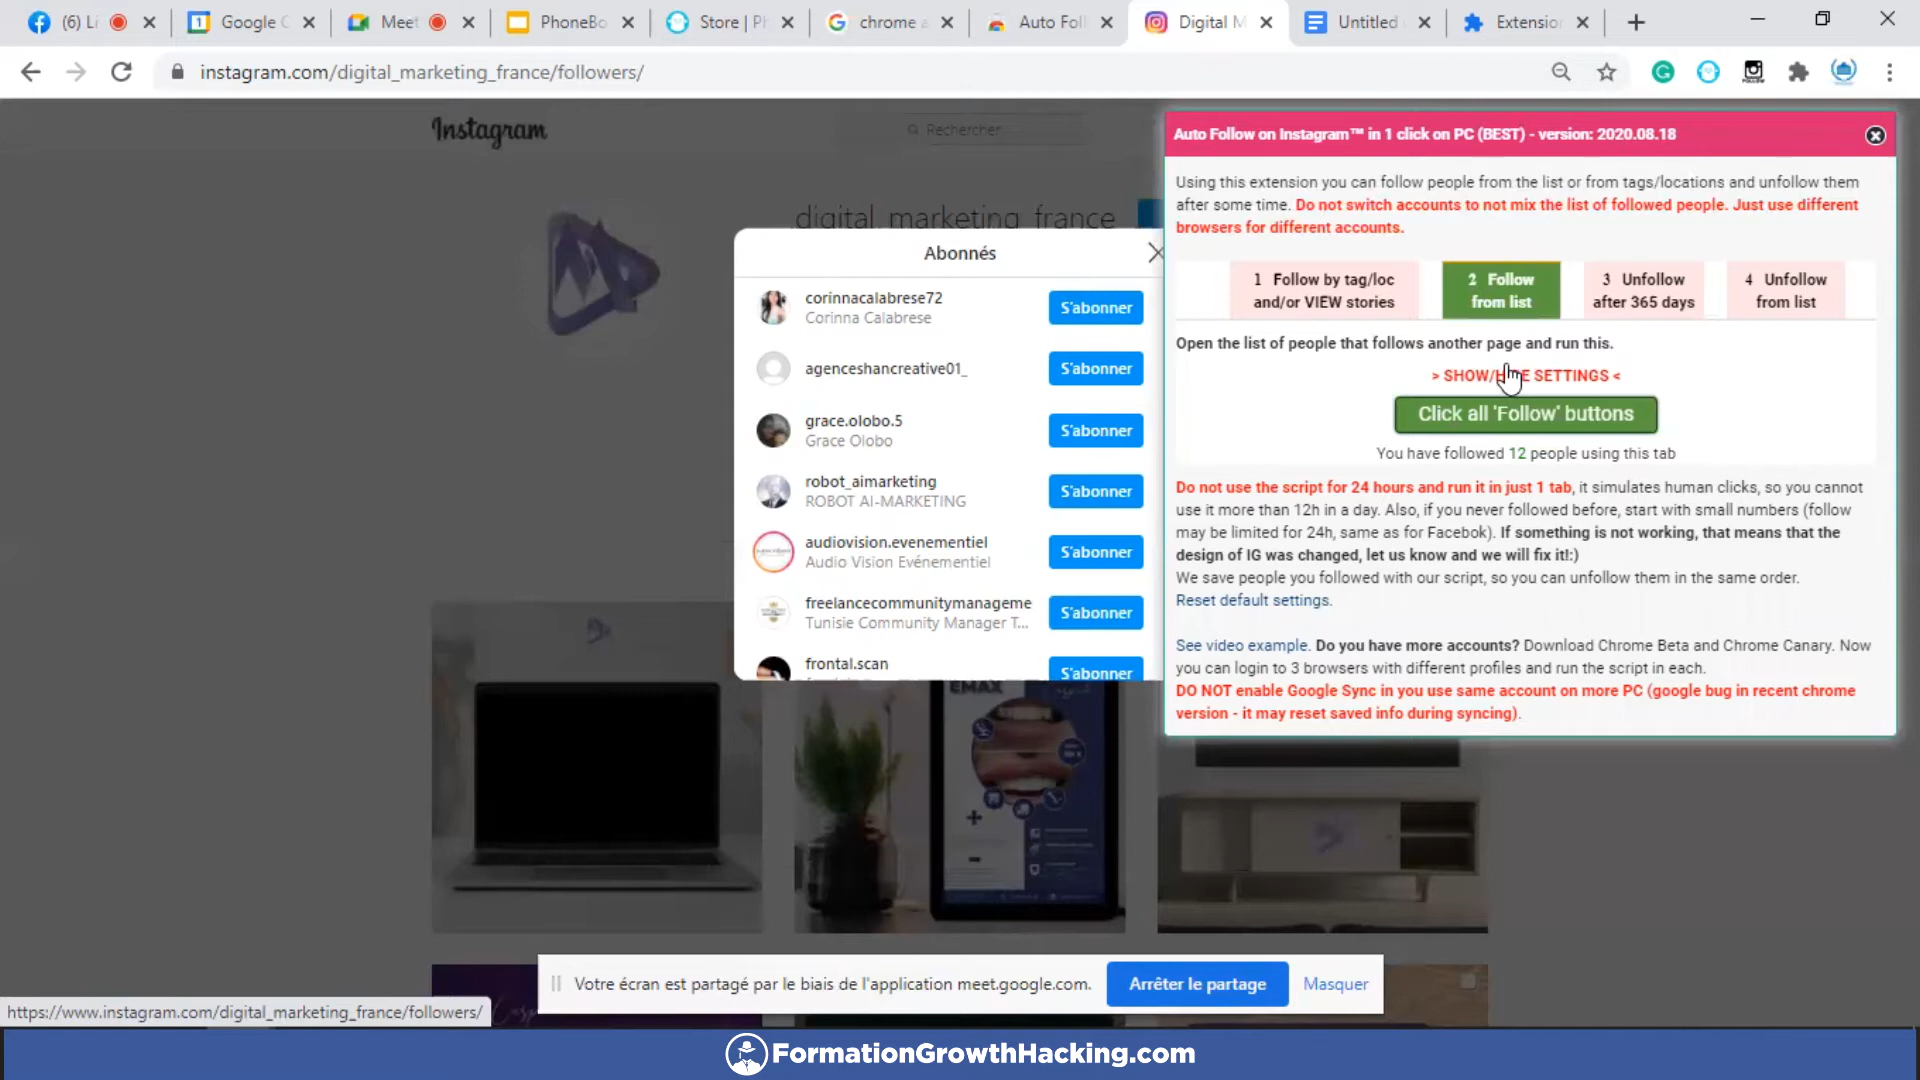 (6) Li
Google C
Meet
PhoneBo
Store | Ph
chrome a
Auto Foll
Digital M
Untitled
Extension
instagram.com/digital_marketing_france/followers/
Instagram
Rechercher
digital_marketing_france
Abonnés
corinnacalabrese72
Corinna Calabrese
S'abonner
agenceshancreative01_
S'abonner
grace.olobo.5
Grace Olobo
S'abonner
robot_aimarketing
ROBOT AI-MARKETING
S'abonner
audiovision.evenementiel
Audio Vision Evénementiel
S'abonner
freelancecommunitymanageme
Tunisie Community Manager T...
S'abonner
frontal.scan
S'abonner
Auto Follow on Instagram™ in 1 click on PC (BEST) - version: 2020.08.18
Using this extension you can follow people from the list or from tags/locations and unfollow them
after some time. Do not switch accounts to not mix the list of followed people. Just use different
browsers for different accounts.
1 Follow by tag/loc
and/or VIEW stories
2 Follow
from list
3 Unfollow
after 365 days
4 Unfollow
from list
Open the list of people that follows another page and run this.
> SHOW/HIDE SETTINGS <
Click all 'Follow' buttons
You have followed 12 people using this tab
Do not use the script for 24 hours and run it in just 1 tab, it simulates human clicks, so you cannot
use it more than 12h in a day. Also, if you never followed before, start with small numbers (follow
may be limited for 24h, same as for Facebok). If something is not working, that means that the
design of IG was changed, let us know and we will fix it!:)
We save people you followed with our script, so you can unfollow them in the same order.
Reset default settings.
See video example. Do you have more accounts? Download Chrome Beta and Chrome Canary. Now
you can login to 3 browsers with different profiles and run the script in each.
DO NOT enable Google Sync in you use same account on more PC (google bug in recent chrome
version - it may reset saved info during syncing).
EMAX
Votre écran est partagé par le biais de l'application meet.google.com.
Arrêter le partage
Masquer
https://www.instagram.com/digital_marketing_france/followers/
FormationGrowthHacking.com